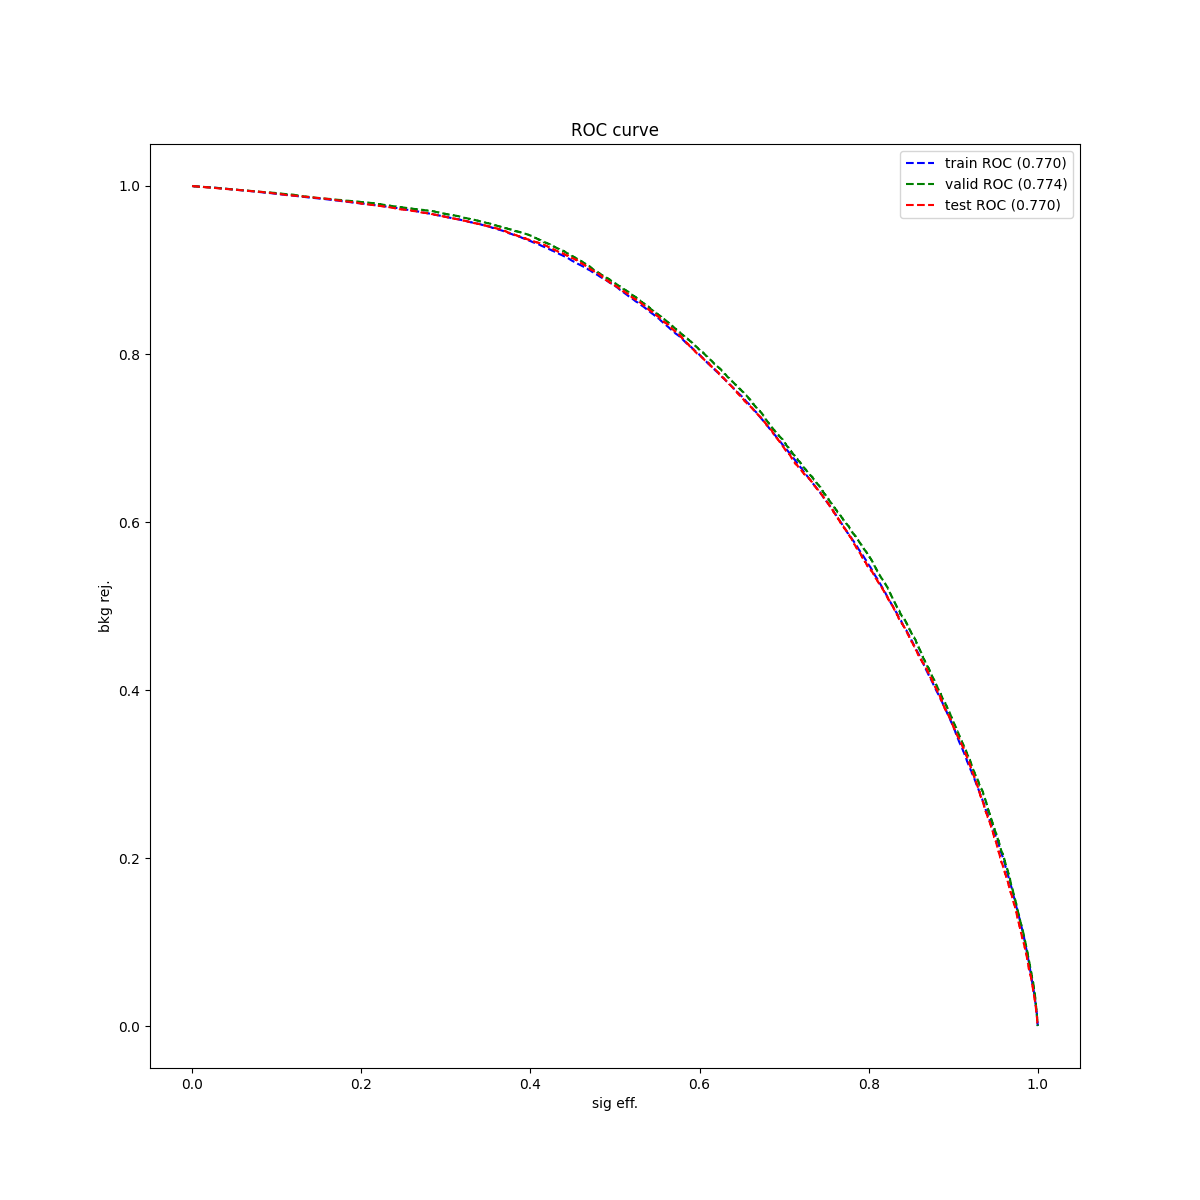 ROC curve
train ROC (0.770)
valid ROC (0.774)
test ROC (0.770)
1.0
0.8
0.6
0.4
0.2
0.0
bkg rej.
0.0 0.2 0.4 0.6 0.8 1.0
sig eff.